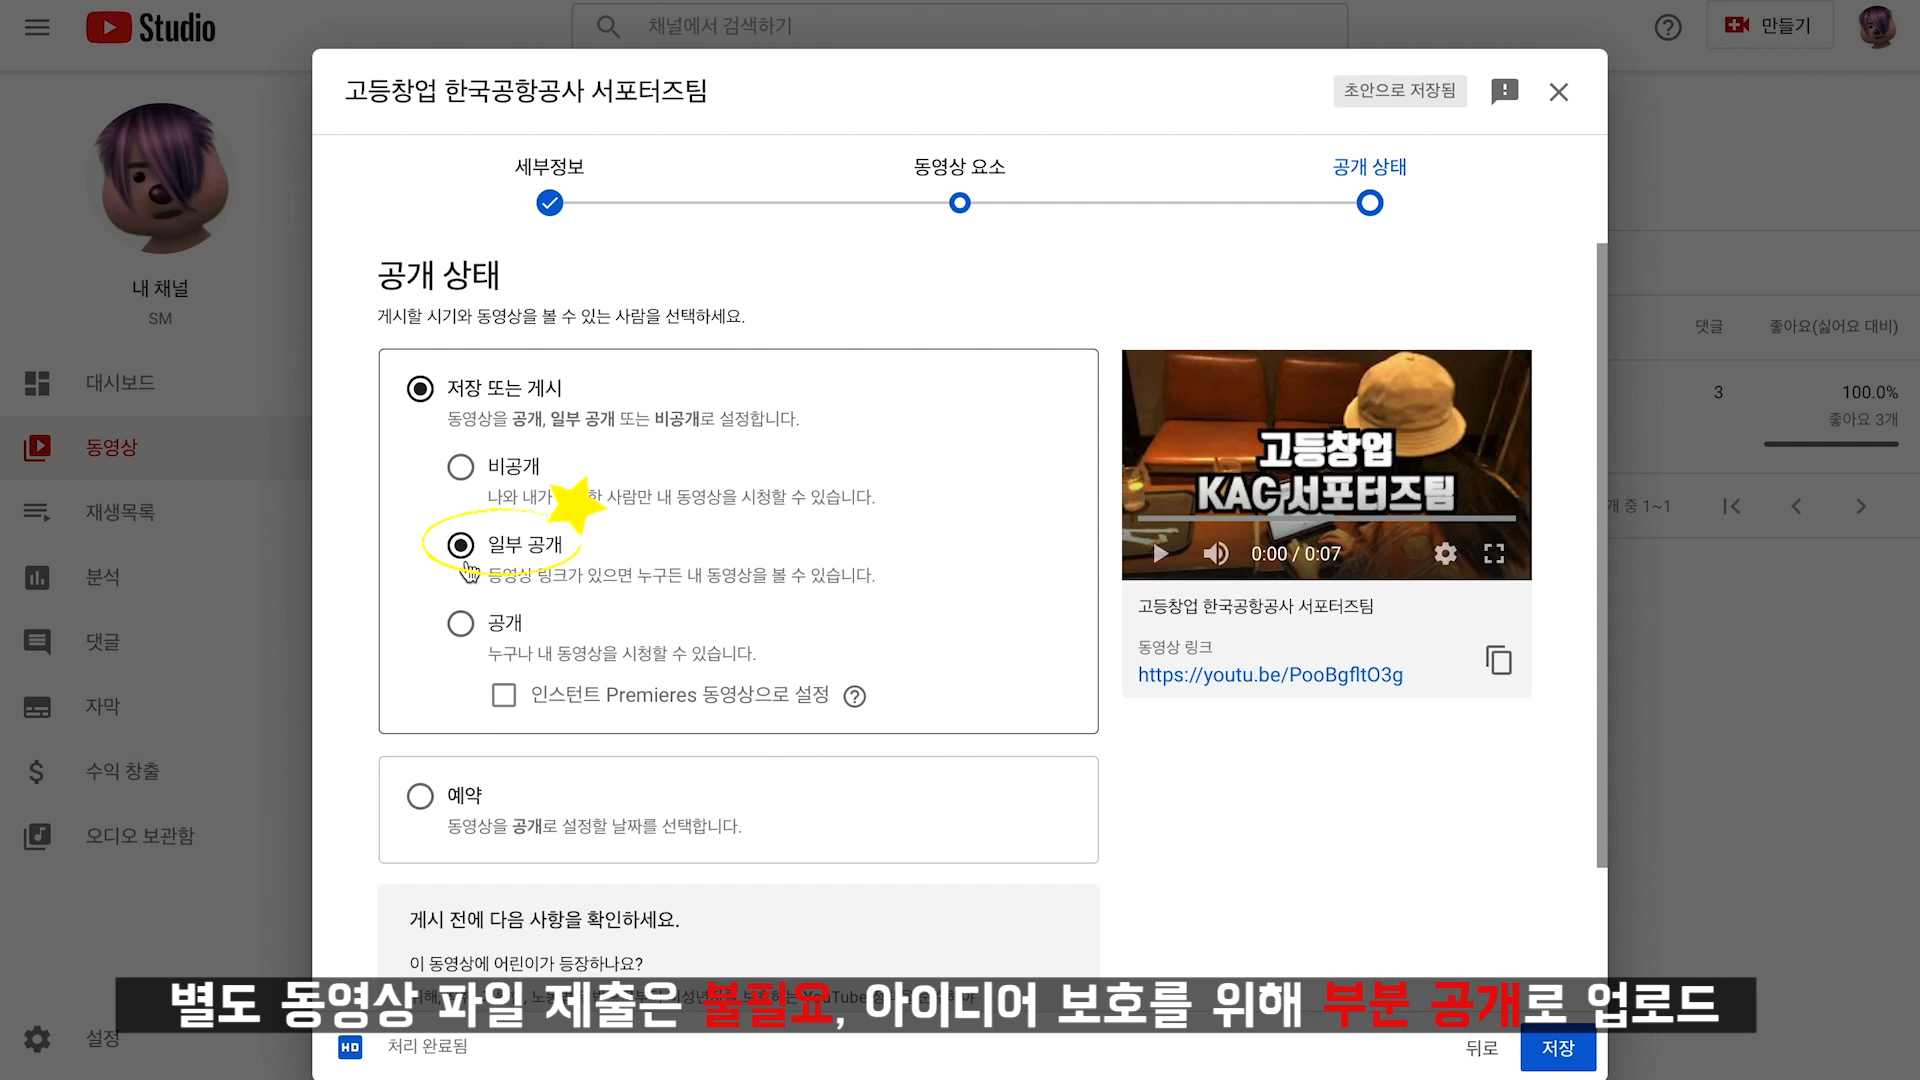 Studio
채널에서 검색하기
만들기
고등창업 한국공항공사 서포터즈팀
초안으로 저장됨
세부정보
동영상 요소
공개 상태
내 채널
SM
대시보드
동영상
재생목록
분석
댓글
자막
수익 창출
오디오 보관함
설정
공개 상태
게시할 시기와 동영상을 볼 수 있는 사람을 선택하세요.
저장 또는 게시
동영상을 공개, 일부 공개 또는 비공개로 설정합니다.
비공개
나와 내가 사람만 내 동영상을 시청할 수 있습니다.
일부 공개
동영상 링크가 있으면 누구든 내 동영상을 볼 수 있습니다.
공개
누구나 내 동영상을 시청할 수 있습니다.
인스턴트 Premieres 동영상으로 설정
예약
동영상을 공개로 설정할 날짜를 선택합니다.
게시 전에 다음 사항을 확인하세요.
이 동영상에 어린이가 등장하나요?
고등창업
KAC 서포터즈팀
0:00 / 0:07
고등창업 한국공항공사 서포터즈팀
동영상 링크
https://youtu.be/PooBgfltO3g
댓글
좋아요(싫어요 대비)
3
100.0%
좋아요 3개
개 중 1~1
별도 동영상 파일 제출은 불필요, 아이디어 보호를 위해 부분 공개로 업로드
HD
처리 완료됨
뒤로
저장